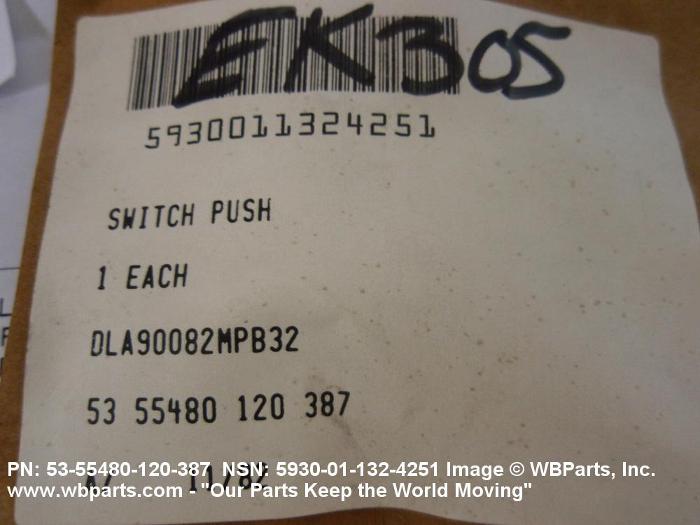 EK305
5930011324251
SWITCH PUSH
1 EACH
DLA90082MPB32
53 55480 120 387
PN: 53-55480-120-387 NSN: 5930-01-132-4251 Image © WBParts, Inc.
www.wbparts.com - "Our Parts Keep the World Moving"